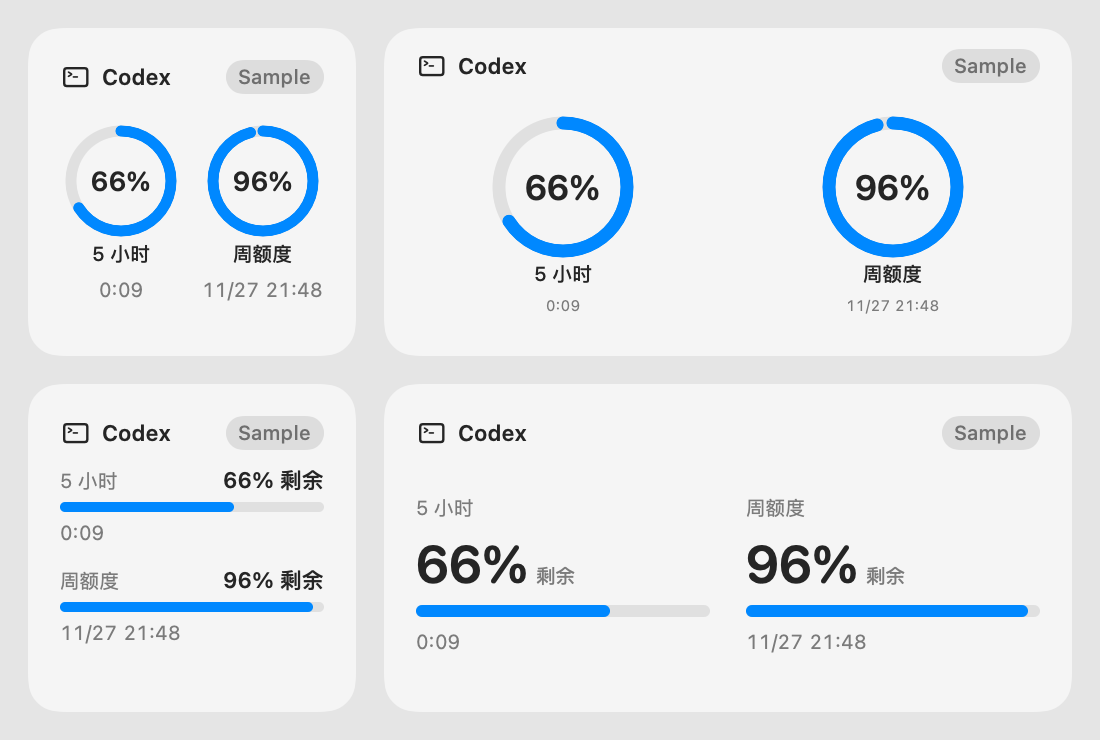 Codex Sample
66% 96%
5 小时 周额度
0:09 11/27 21:48
Codex Sample
66% 96%
5 小时 周额度
0:09 11/27 21:48
Codex Sample
5 小时 66% 剩余
0:09
周额度 96% 剩余
11/27 21:48
Codex Sample
5 小时 周额度
66% 剩余 96% 剩余
0:09 11/27 21:48